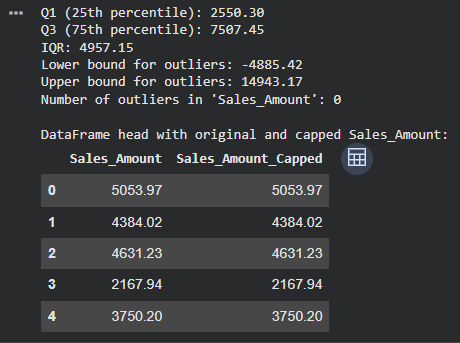 Q1 (25th percentile): 2550.30
Q3 (75th percentile): 7507.45
IQR: 4957.15
Lower bound for outliers: -4885.42
Upper bound for outliers: 14943.17
Number of outliers in 'Sales_Amount': 0
DataFrame head with original and capped Sales_Amount:
Sales_Amount Sales_Amount_Capped
0 5053.97 5053.97
1 4384.02 4384.02
2 4631.23 4631.23
3 2167.94 2167.94
4 3750.20 3750.20